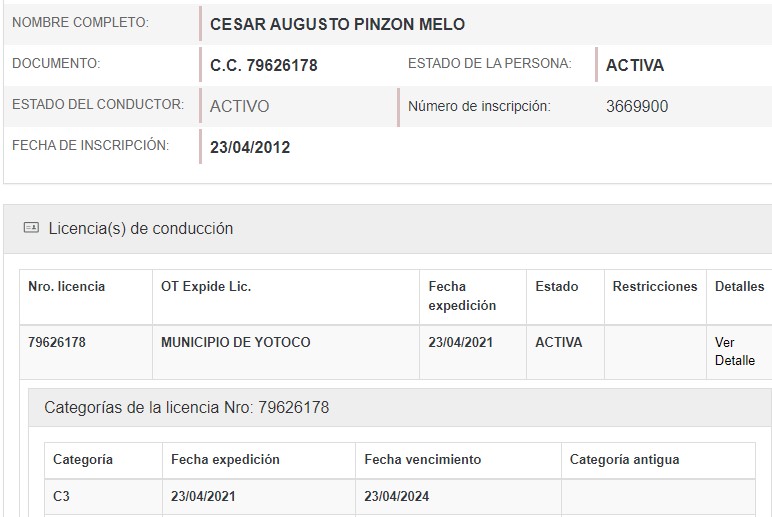 NOMBRE COMPLETO: CESAR AUGUSTO PINZON MELO
DOCUMENTO: C.C. 79626178 ESTADO DE LA PERSONA: ACTIVA
ESTADO DEL CONDUCTOR: ACTIVO Número de inscripción: 3669900
FECHA DE INSCRIPCIÓN: 23/04/2012
Licencia(s) de conducción
Nro. licencia OT Expide Lic. Fecha expedición Estado Restricciones Detalles
79626178 MUNICIPIO DE YOTOCO 23/04/2021 ACTIVA Ver Detalle
Categorías de la licencia Nro: 79626178
Categoría Fecha expedición Fecha vencimiento Categoría antigua
C3 23/04/2021 23/04/2024